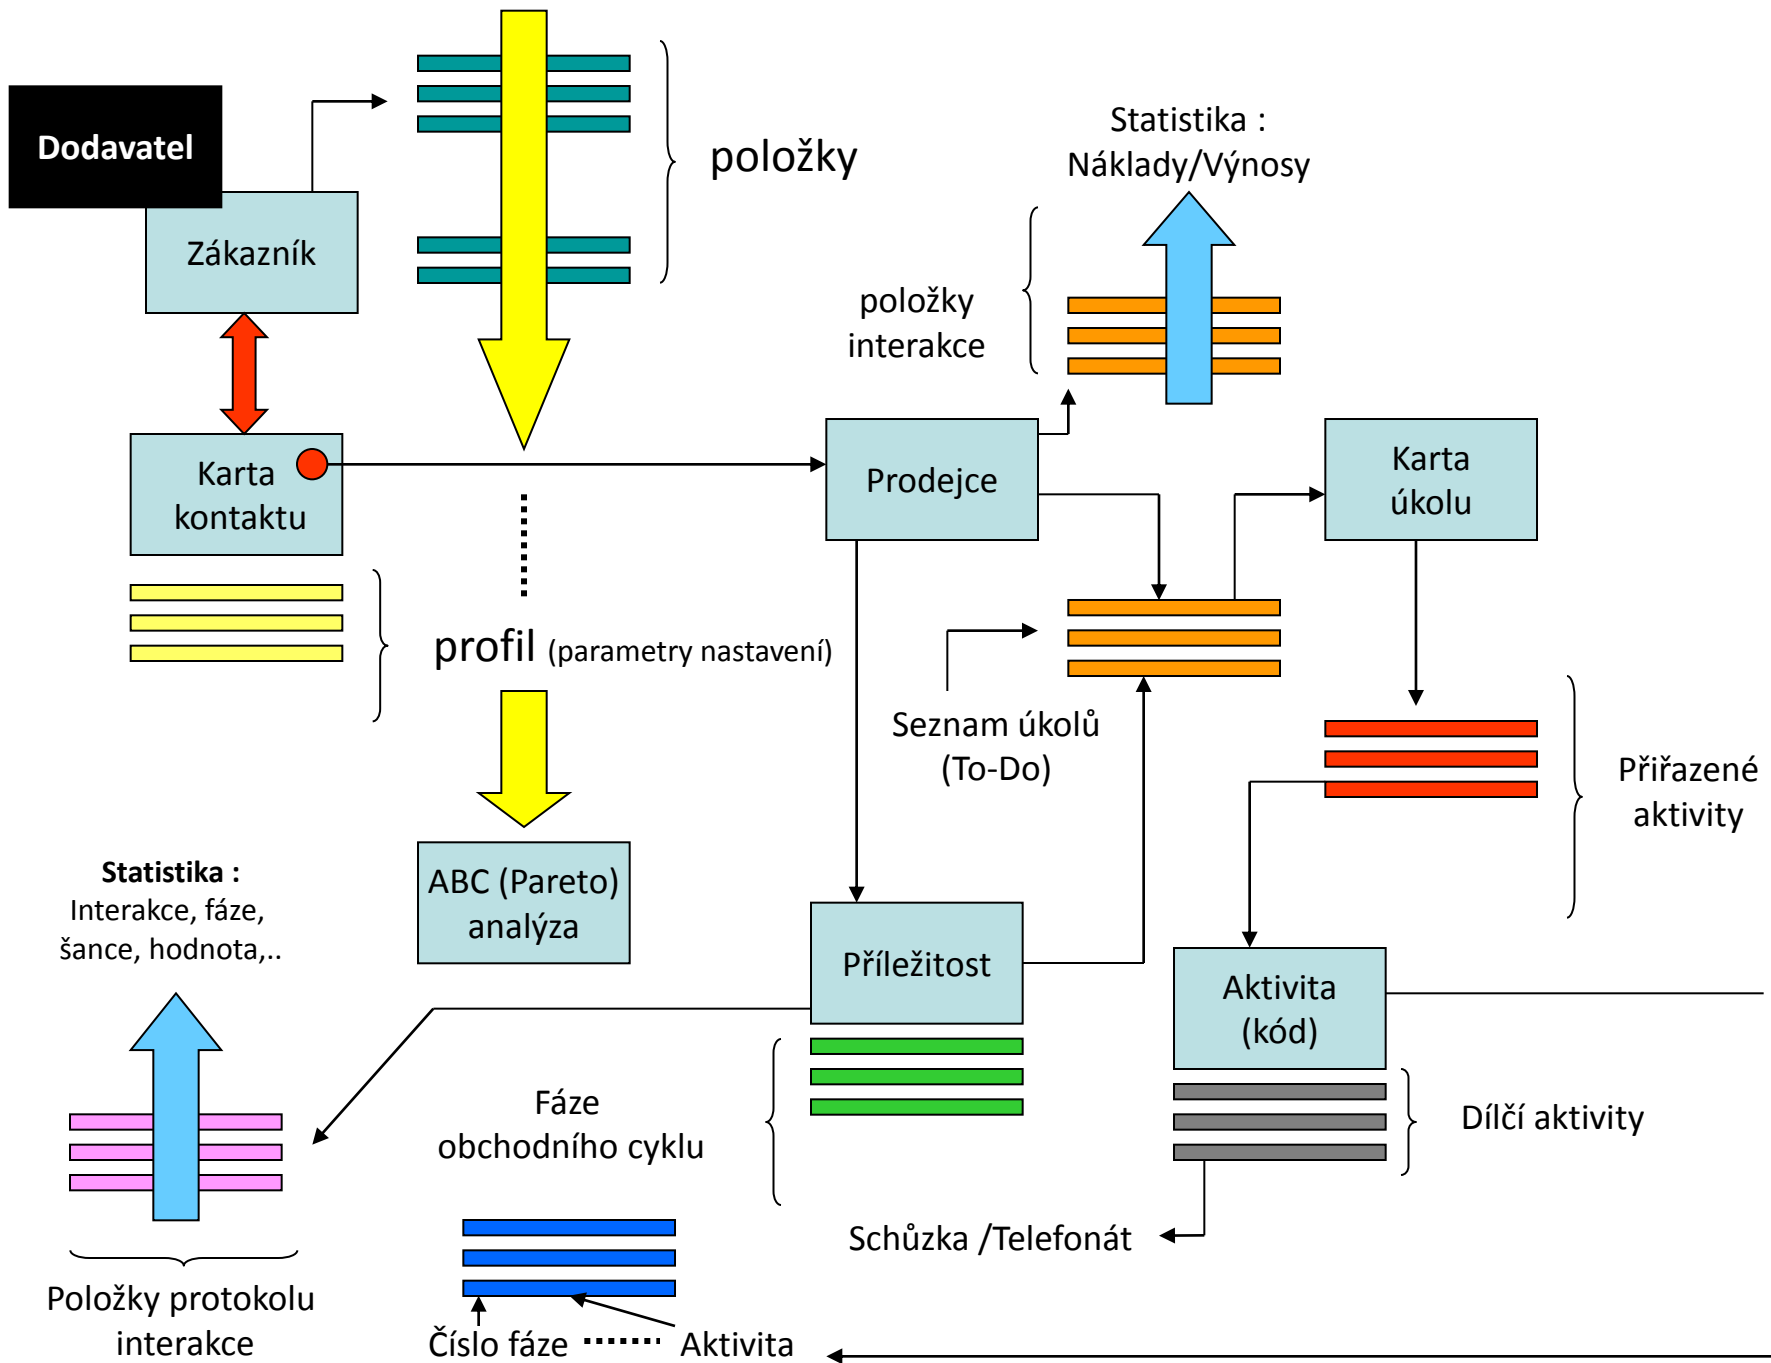 Dodavatel
Zákazník
položky
Statistika :
Náklady/Výnosy
položky
interakce
Karta
kontaktu
Prodejce
Karta
úkolu
profil (parametry nastavení)
Seznam úkolů
(To-Do)
Přiřazené
aktivity
Statistika :
Interakce, fáze,
šance, hodnota,..
ABC (Pareto)
analýza
Příležitost
Aktivita
(kód)
Fáze
obchodního cyklu
Dílčí aktivity
Schůzka /Telefonát
Položky protokolu
interakce
Číslo fáze
Aktivita